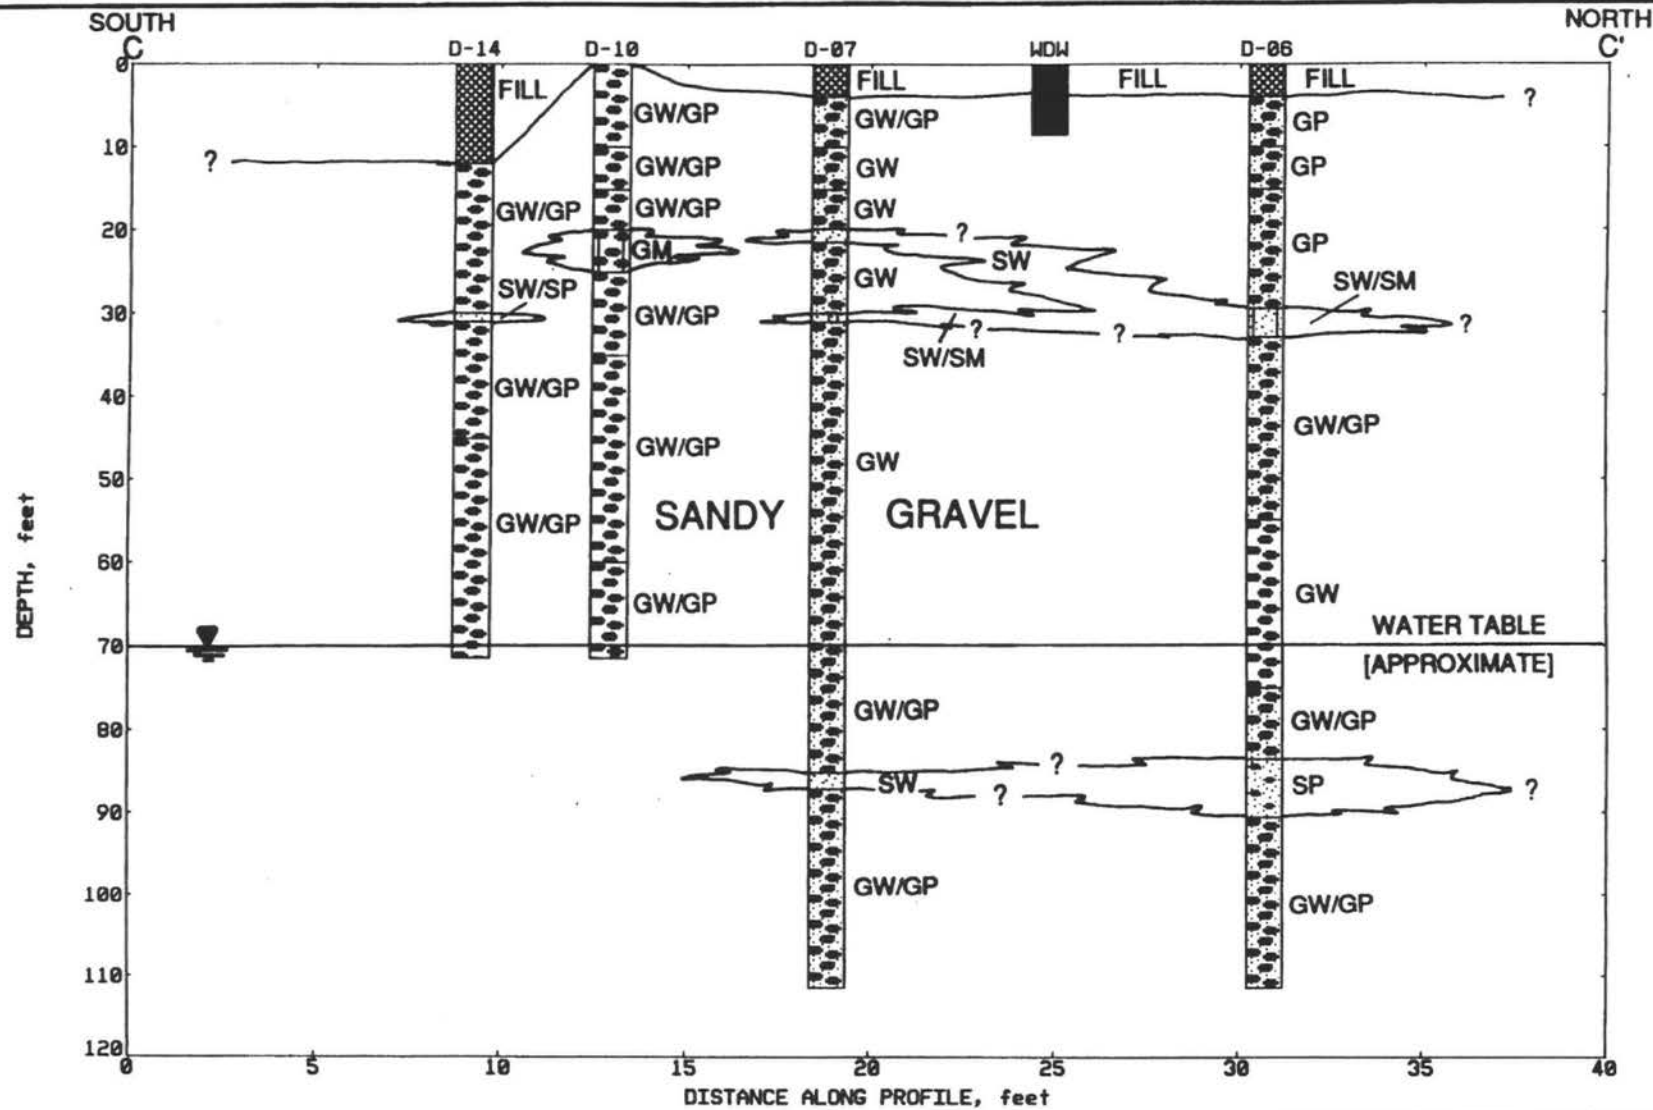 SOUTH NORTH
C D-14 D-10 D-07 WDW D-06 C'
0
FILL FILL FILL FILL
GW/GP GW/GP GP
10
? GW/GP GW GP
GW/GP GW/GP GW
20
? GP
GM SW
SW/SP GW SW/SM
30
GW/GP ? ? ?
SW/SM
GW/GP
40
GW/GP GW GW/GP
50
SANDY GRAVEL
GW/GP
60
GW/GP GW
WATER TABLE
70
[APPROXIMATE]
GW/GP GW/GP
80
?
SW ? SP ?
90
GW/GP GW/GP
100
110
120
0 5 10 15 20 25 30 35 40
DEPTH, feet
DISTANCE ALONG PROFILE, feet
?